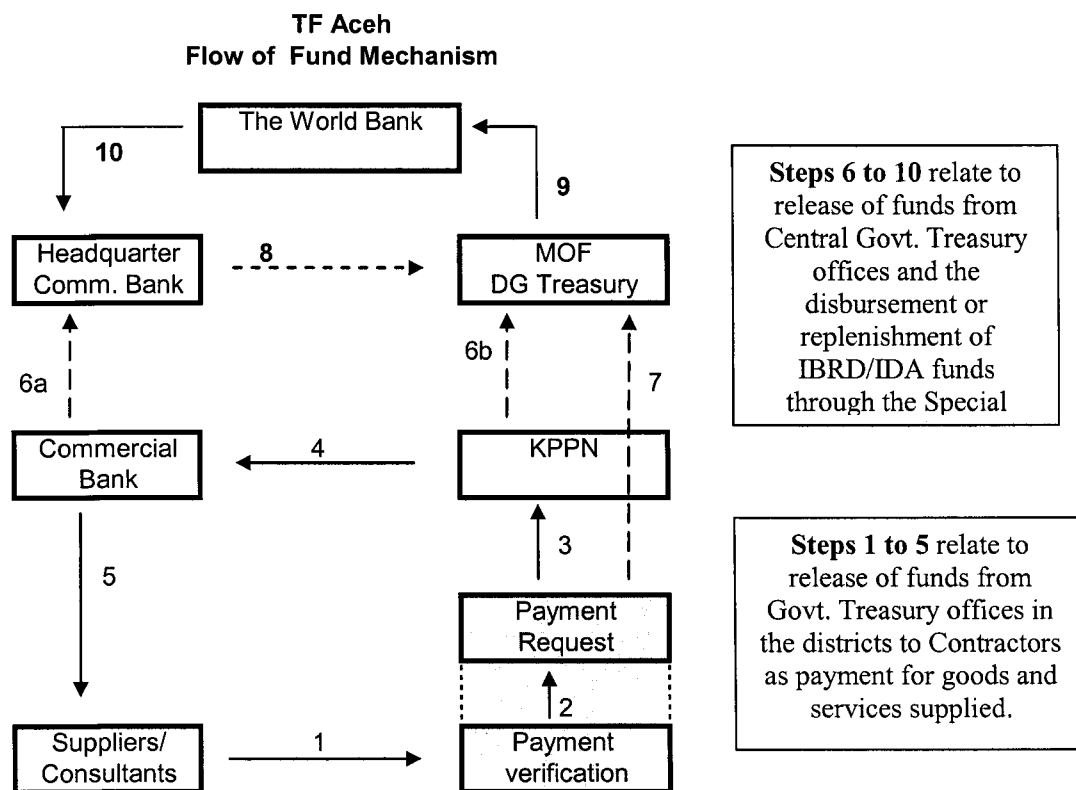 TF Aceh
Flow of Fund Mechanism
The World Bank
10
9
Headquarter
Comm. Bank
8
MOF
DG Treasury
6a
6b
7
Commercial
Bank
4
KPPN
5
3
Payment
Request
2
Suppliers/
Consultants
1
Payment
verification
Steps 6 to 10 relate to
release of funds from
Central Govt. Treasury
offices and the
disbursement or
replenishment of
IBRD/IDA funds
through the Special
Steps 1 to 5 relate to
release of funds from
Govt. Treasury offices in
the districts to Contractors
as payment for goods and
services supplied.